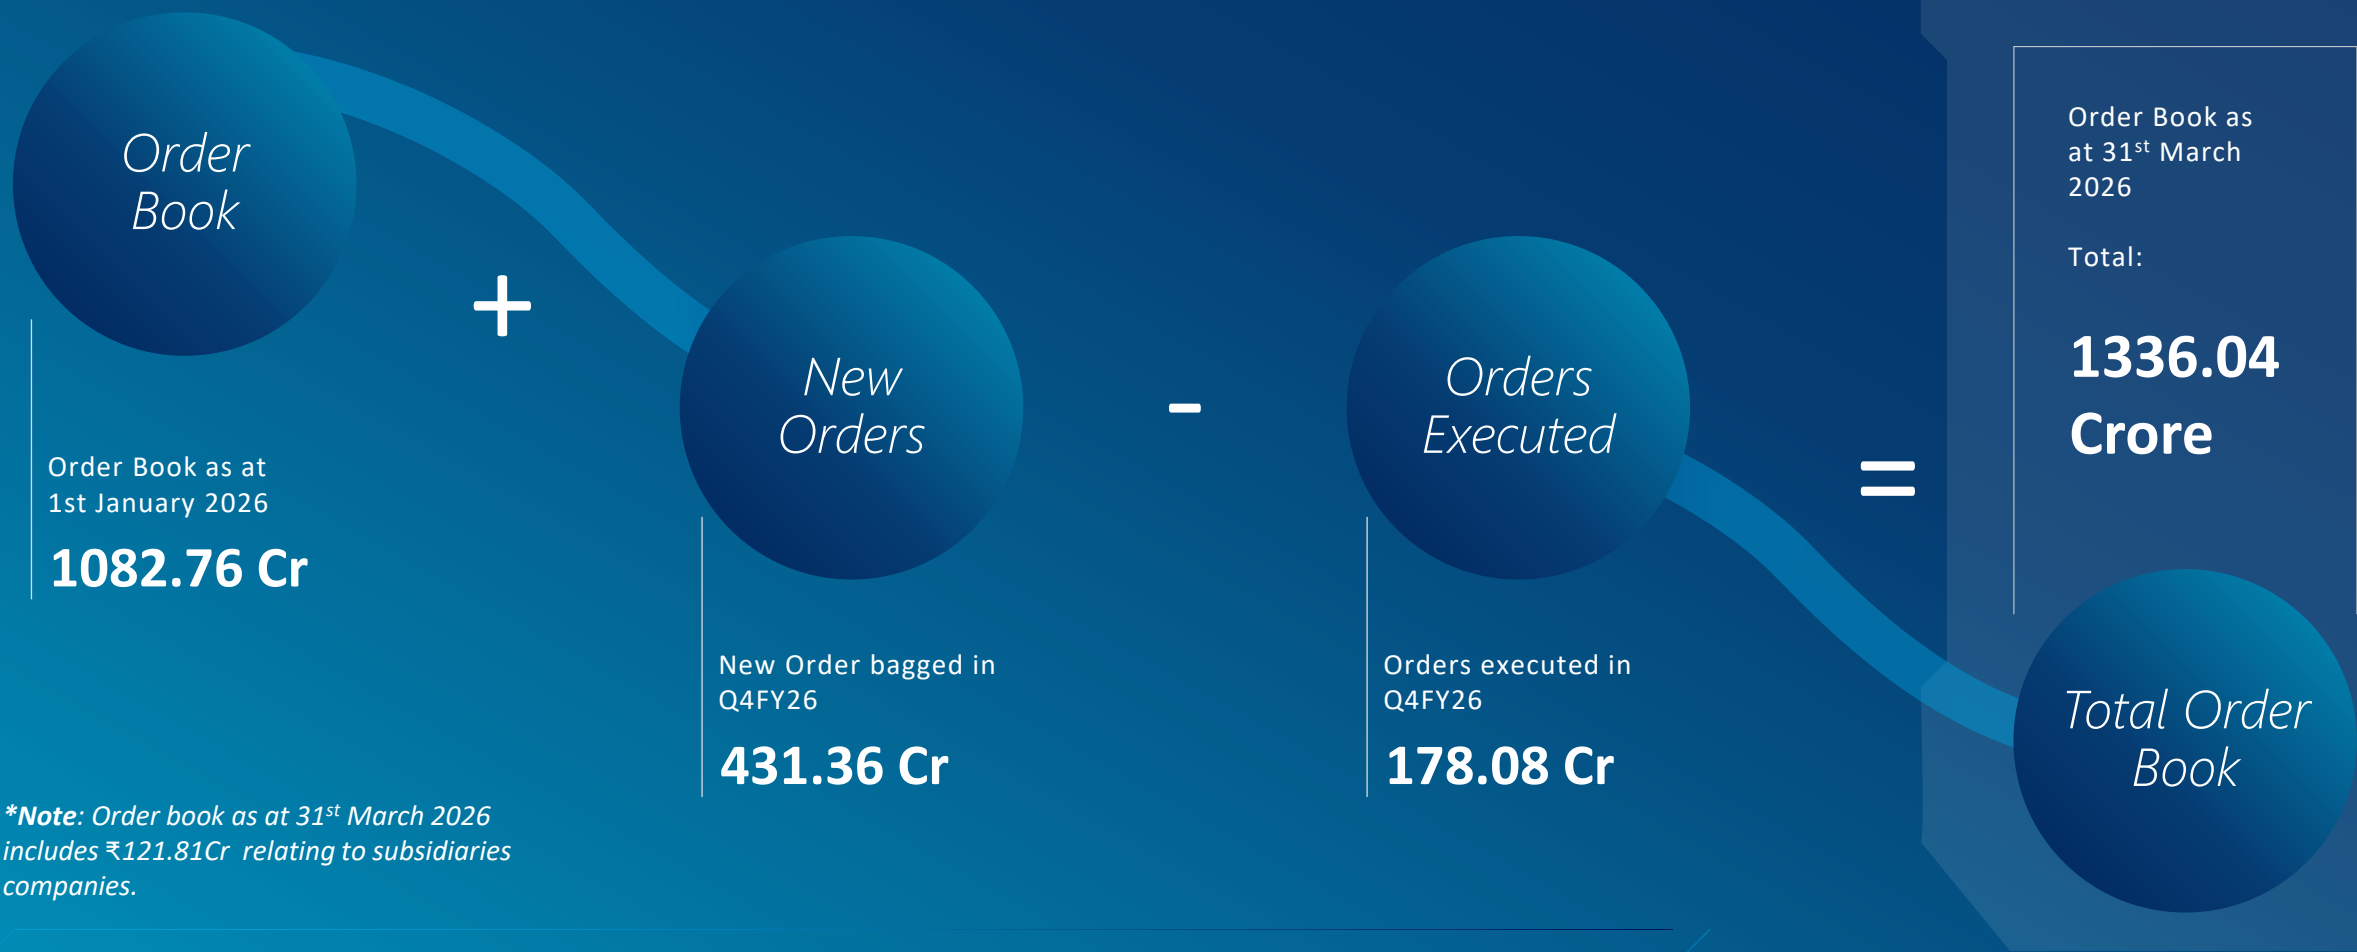 Order
Book
+
Order Book as at
1st January 2026
1082.76 Cr
New
Orders
-
New Order bagged in
Q4FY26
431.36 Cr
Orders
Executed
=
Orders executed in
Q4FY26
178.08 Cr
Order Book as
at 31st March
2026
Total:
1336.04
Crore
Total Order
Book
*Note: Order book as at 31st March 2026
includes ₹121.81Cr relating to subsidiaries
companies.